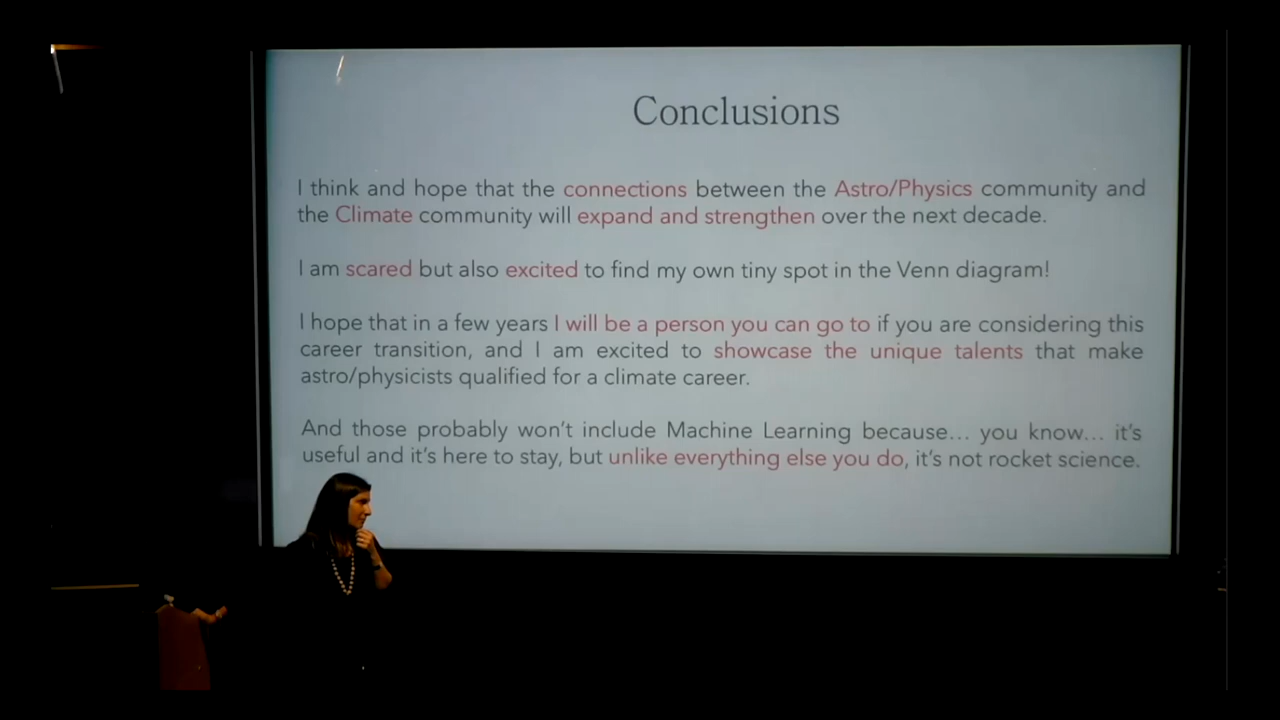 Conclusions
I think and hope that the connections between the Astro/Physics community and
the Climate community will expand and strengthen over the next decade.
I am scared but also excited to find my own tiny spot in the Venn diagram!
I hope that in a few years I will be a person you can go to if you are considering this
career transition, and I am excited to showcase the unique talents that make
astro/physicists qualified for a climate career.
And those probably won't include Machine Learning because... you know... it's
useful and it's here to stay, but unlike everything else you do, it's not rocket science.